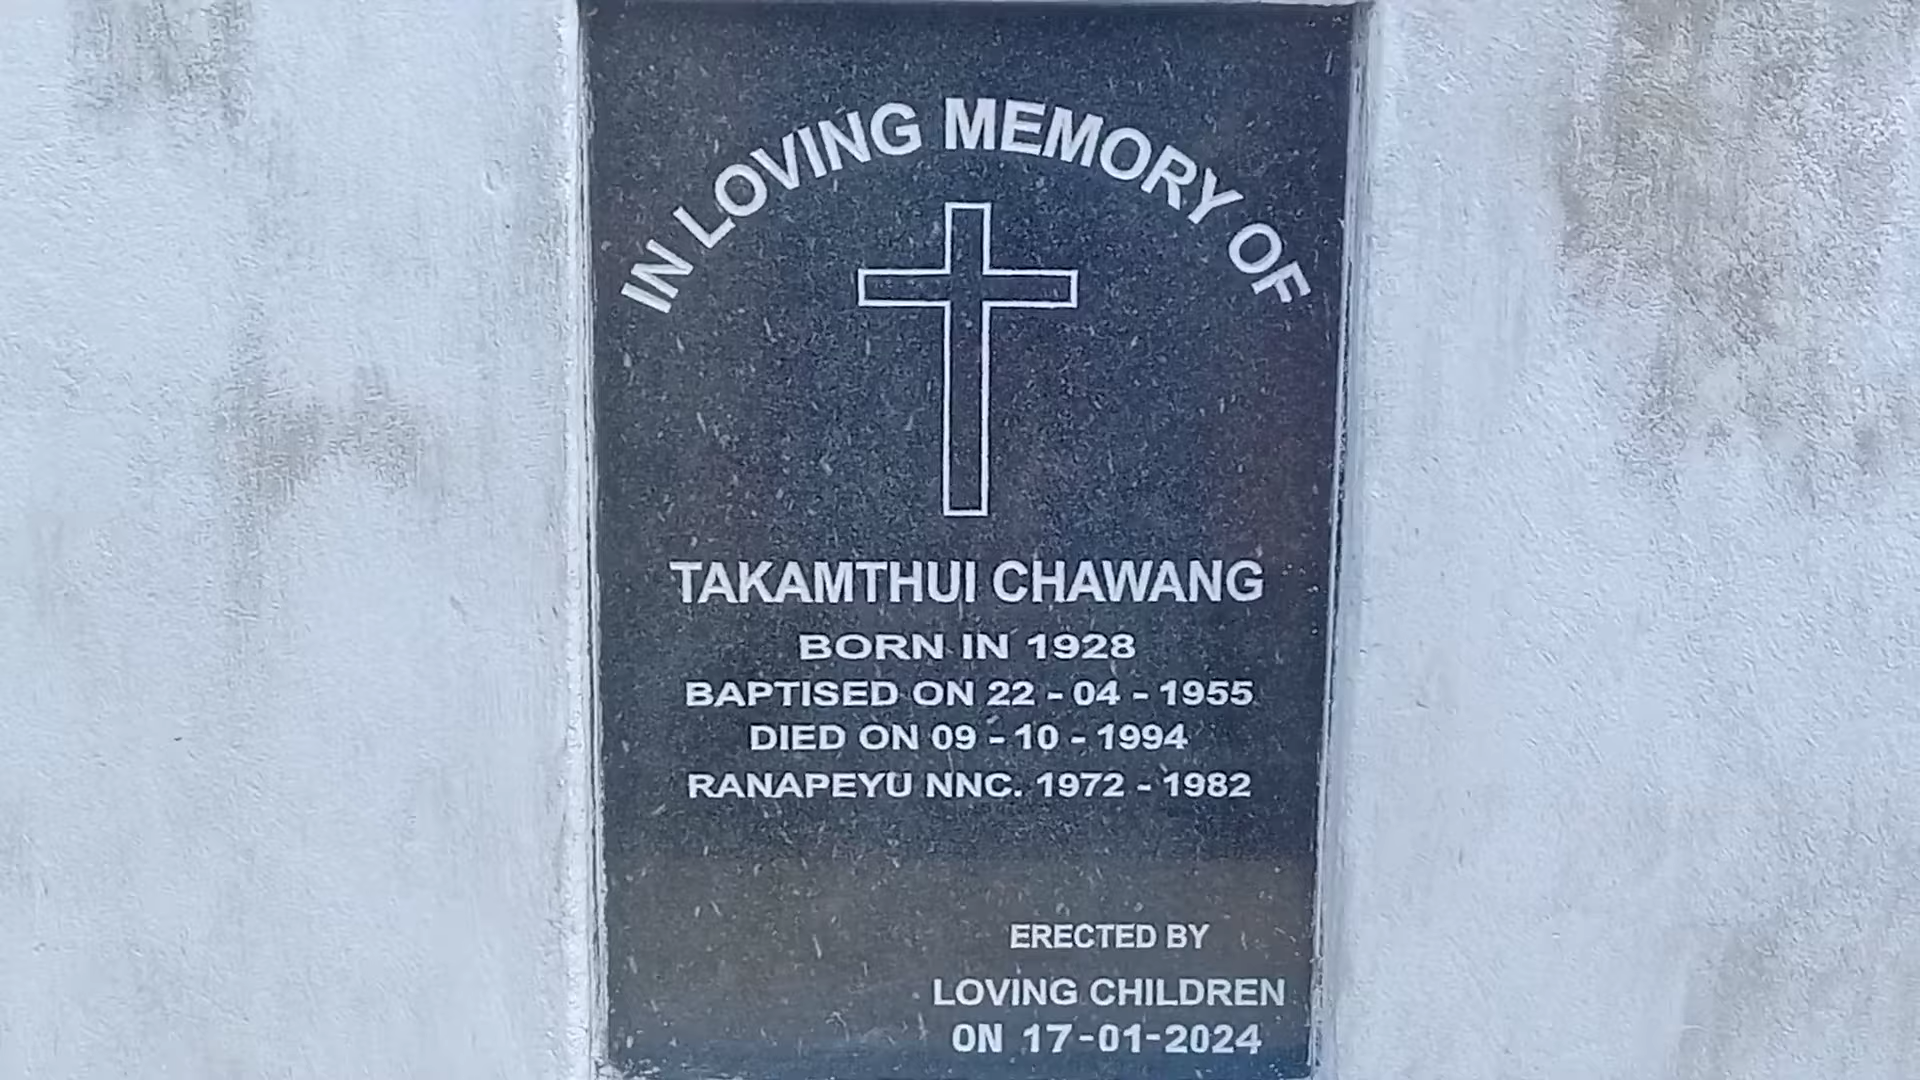 IN LOVING MEMORY OF
TAKAMTHUI CHAWANG
BORN IN 1928
BAPTISED ON 22 - 04 - 1955
DIED ON 09 - 10 - 1994
RANAPEYU NNC. 1972 - 1982
ERECTED BY
LOVING CHILDREN
ON 17-01-2024